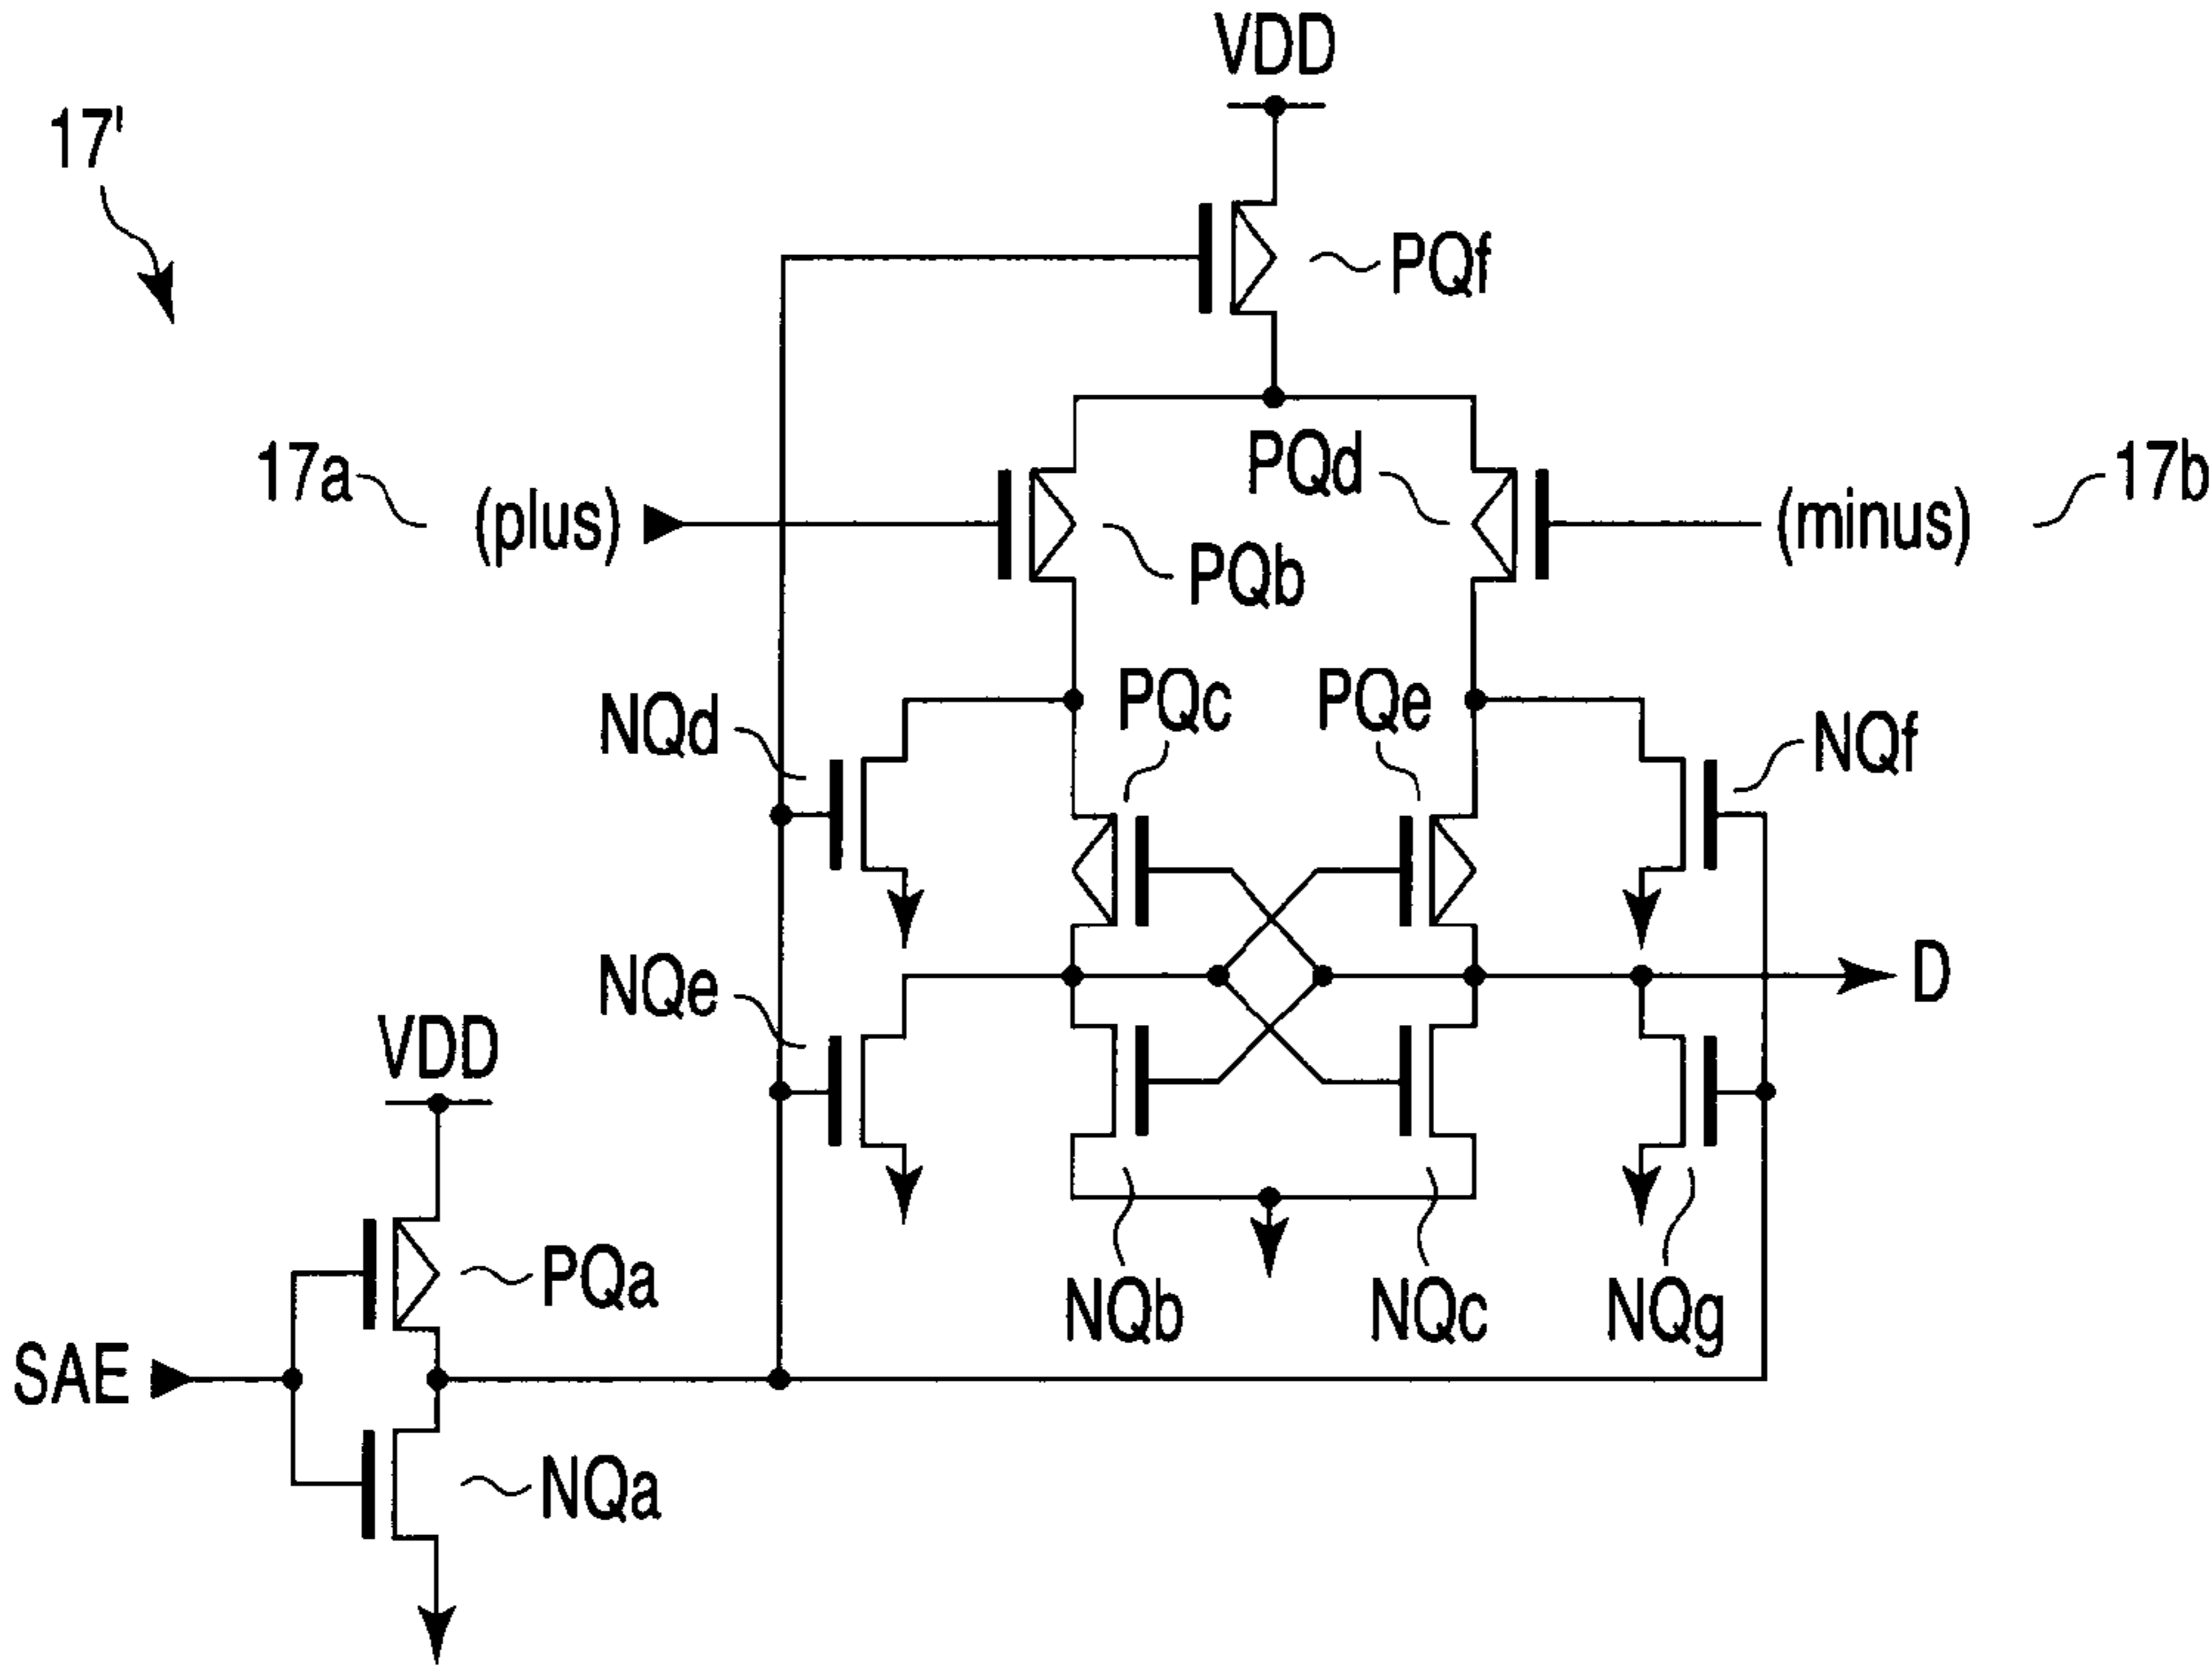 VDD
17'
PQf
17a
(plus)
PQd
17b
(minus)
PQb
NQd
PQc
PQe
NQf
NQe
D
VDD
PQa
NQb
NQc
NQg
SAE
NQa